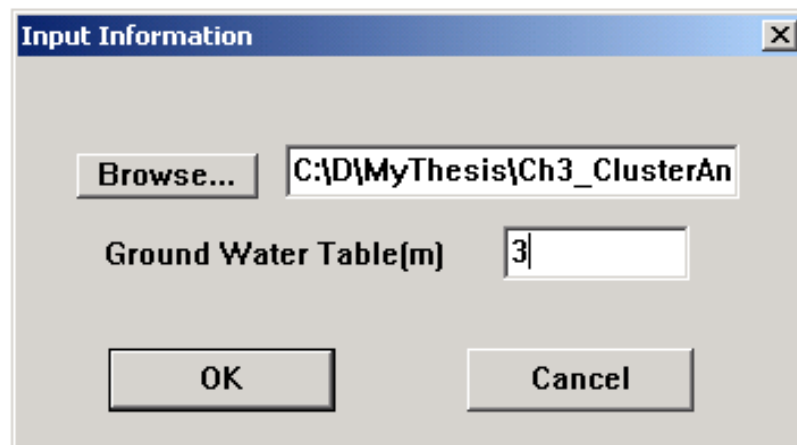 Input Information
Browse... C:\D\MyThesis\Ch3_ClusterAn
Ground Water Table(m) 3
OK Cancel